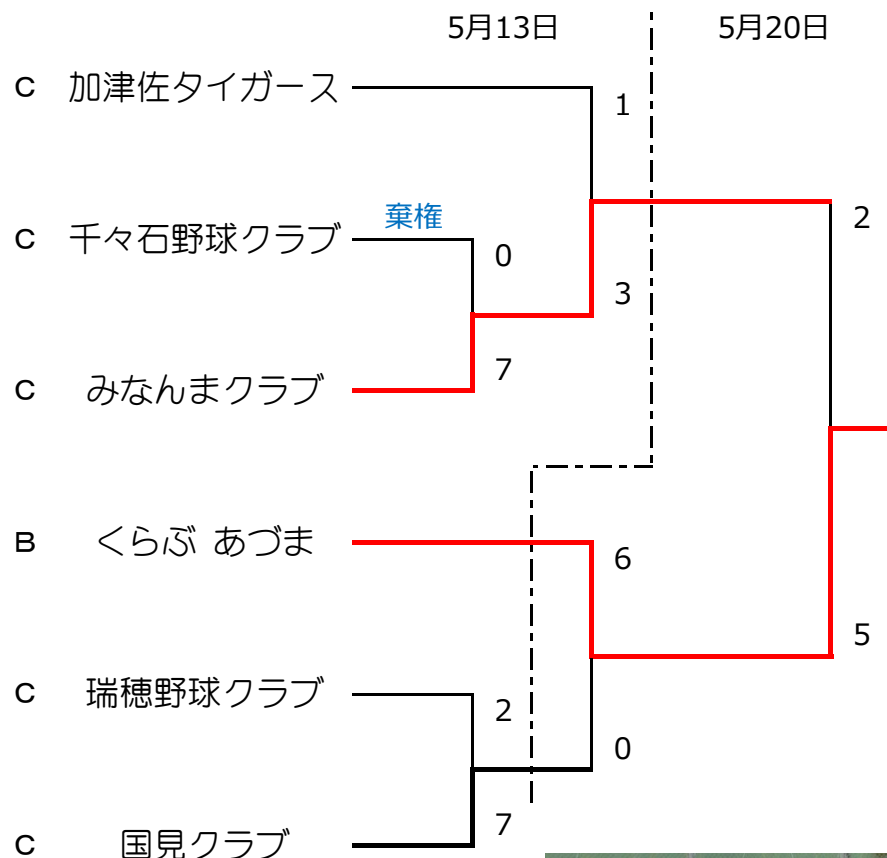 5月13日 5月20日
C 加津佐タイガース
1
C 千々石野球クラブ 棄権
0
2
3
7
C みなんまクラブ
B くらぶ あづま
6
5
C 瑞穂野球クラブ
2
0
7
C 国見クラブ